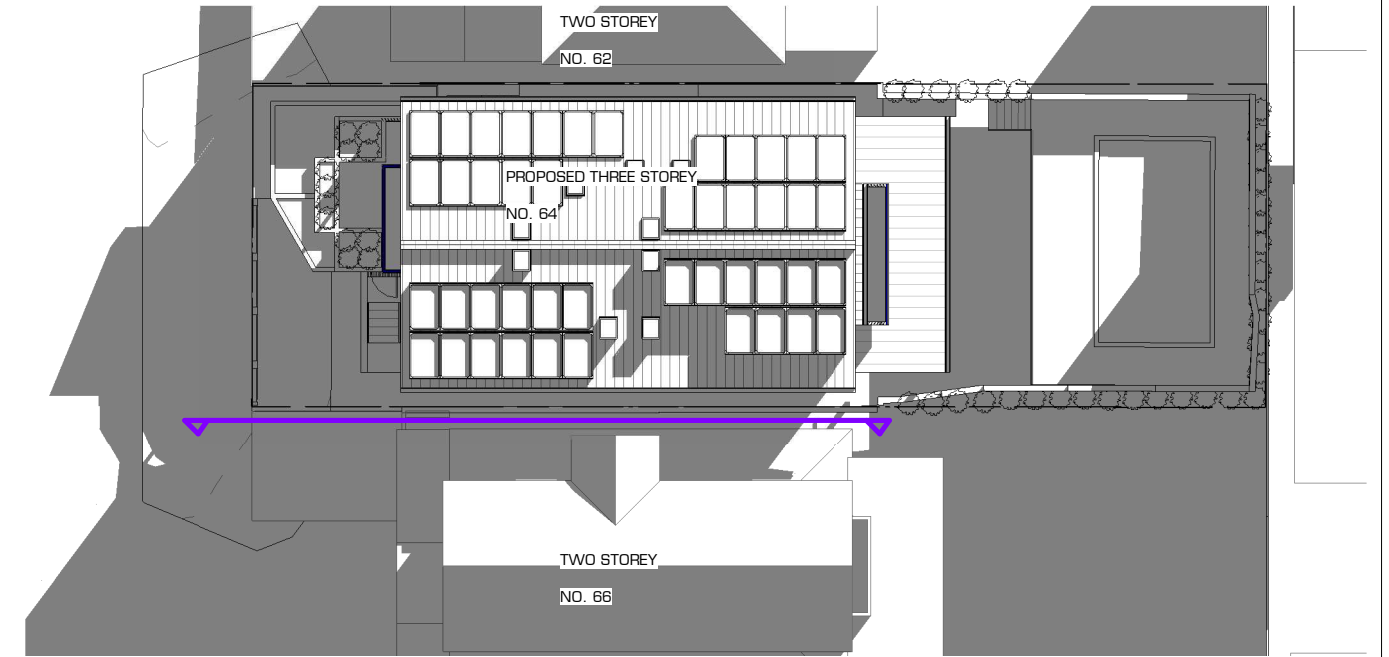 TWO STOREY
NO. 62
PROPOSED THREE STOREY
NO. 64
TWO STOREY
NO. 66